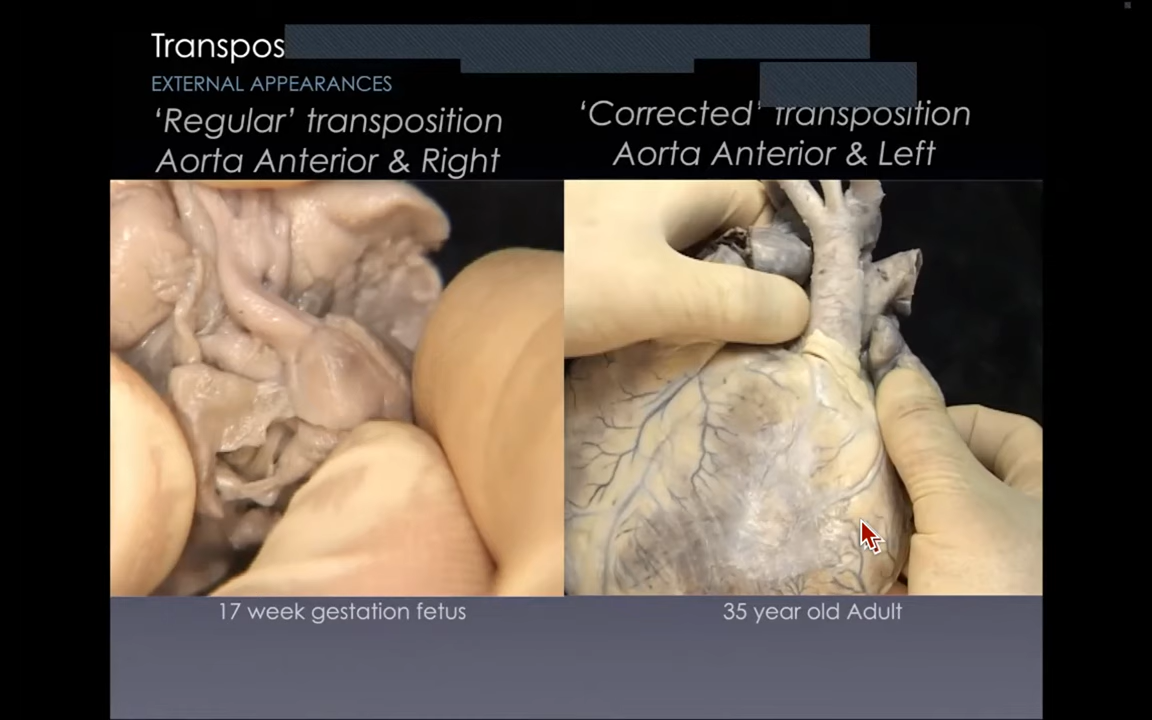 Transpos
EXTERNAL APPEARANCES
‘Regular’ transposition
Aorta Anterior & Right
‘Corrected’ transposition
Aorta Anterior & Left
17 week gestation fetus
35 year old Adult